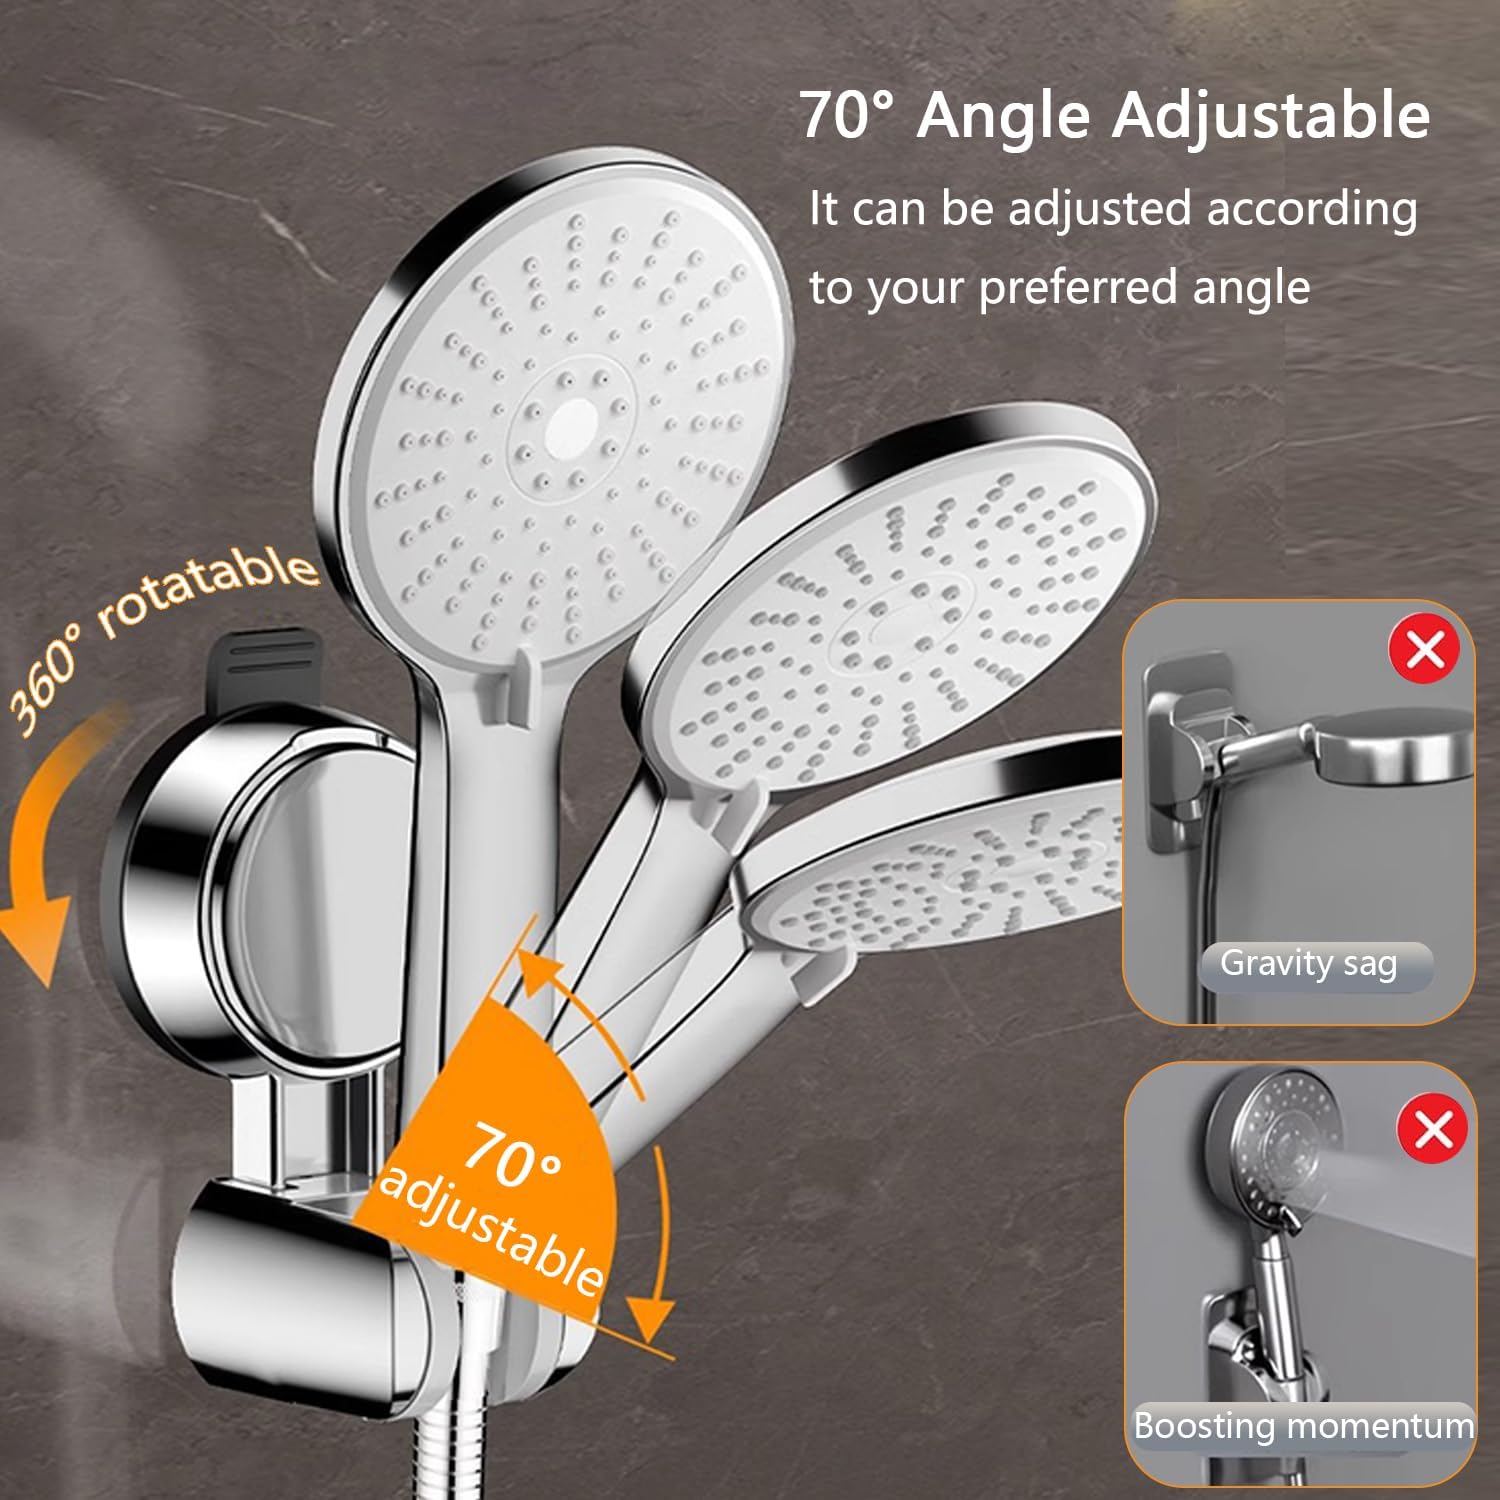 70° Angle Adjustable
It can be adjusted according
to your preferred angle
360° rotatable
70°
adjustable
Gravity sag
Boosting momentum